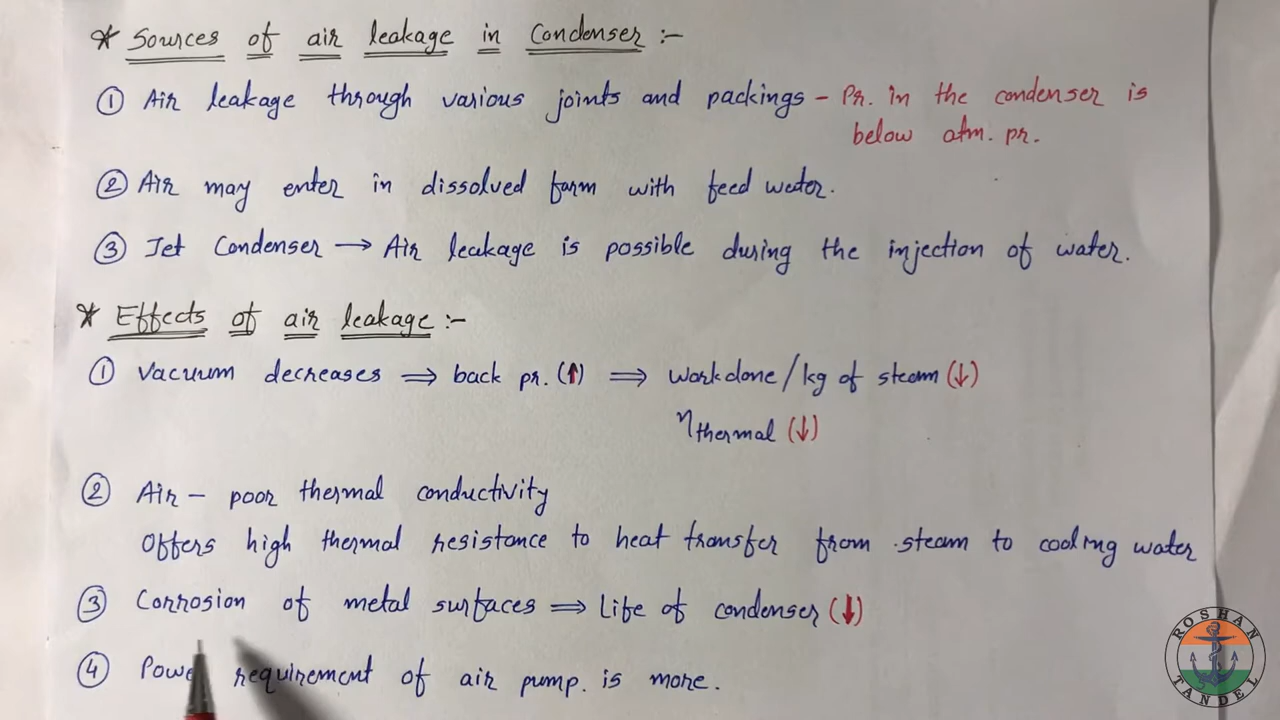 * Sources of air leakage in Condenser :-
① Air leakage through various joints and packings - Pr. in the condenser is
below atm. pr.
② Air may enter in dissolved form with feed water.
③ Jet Condenser → Air leakage is possible during the injection of water.
* Effects of air leakage :-
① Vacuum decreases ⇒ back pr. (↑) ⇒ workdone/kg of steam (↓)
η thermal (↓)
② Air - poor thermal conductivity
Offers high thermal resistance to heat transfer from steam to cooling water
③ Corrosion of metal surfaces ⇒ Life of condenser (↓)
④ Power requirement of air pump. is more.
ROSHAN
TANDEL